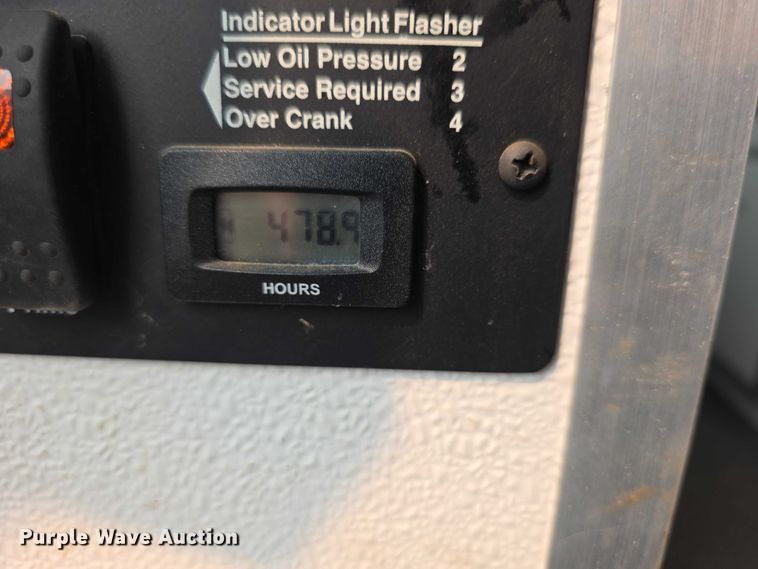 Indicator Light Flasher
Low Oil Pressure 2
Service Required 3
Over Crank 4
478.9
HOURS
Purple Wave Auction